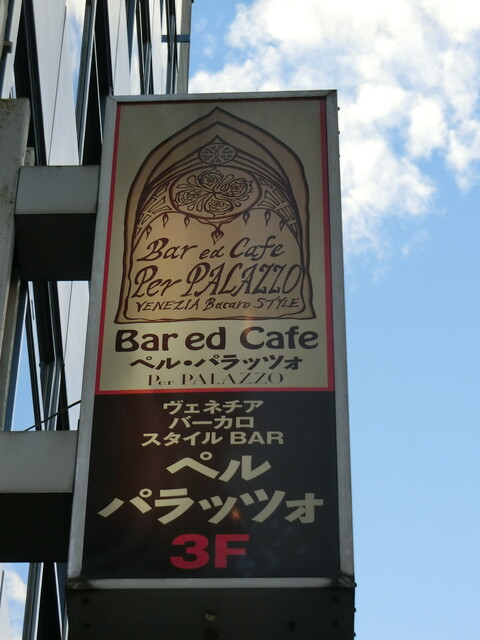 Bar ed Cafe
Per PALAZZO
VENEZIA Bacaro STYLE
Bar ed Cafe
ペル・パラッツォ
Per PALAZZO
ヴェネチア
バーカロ
スタイル BAR
ペル
パラッツォ
3F